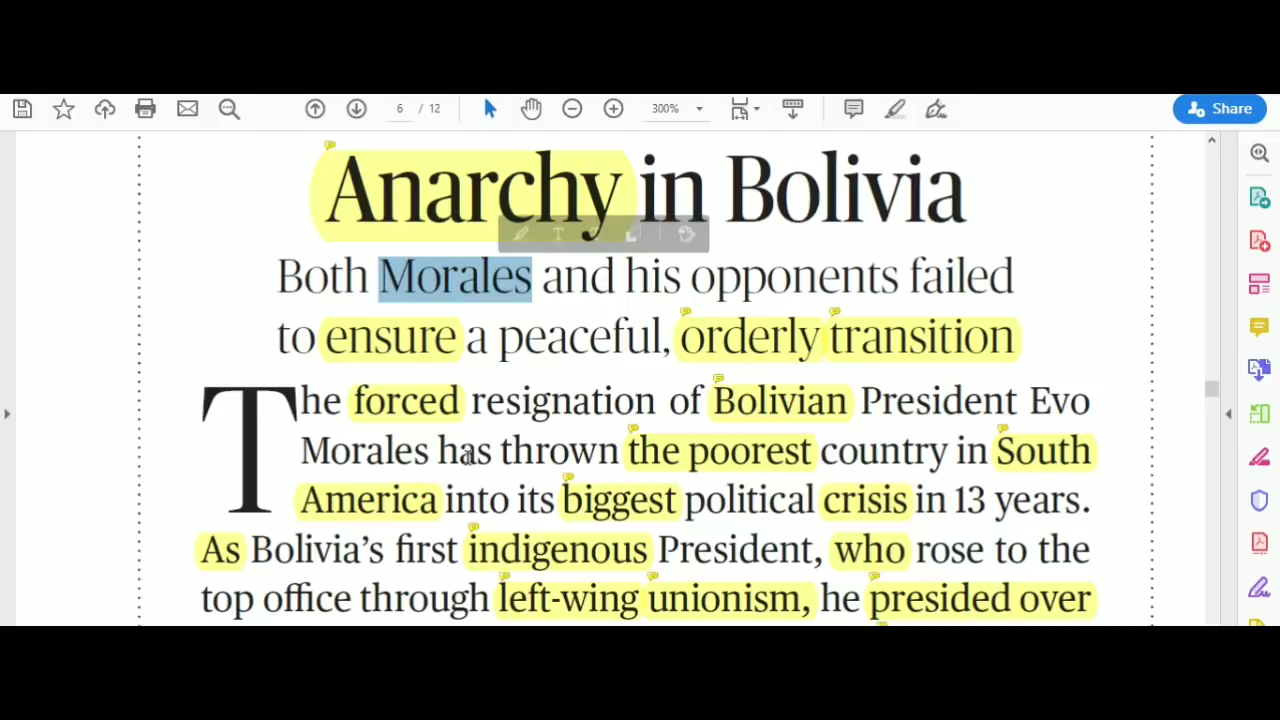 6 / 12 300% Share
Anarchy in Bolivia
Both Morales and his opponents failed
to ensure a peaceful, orderly transition
The forced resignation of Bolivian President Evo
Morales has thrown the poorest country in South
America into its biggest political crisis in 13 years.
As Bolivia's first indigenous President, who rose to the
top office through left-wing unionism, he presided over